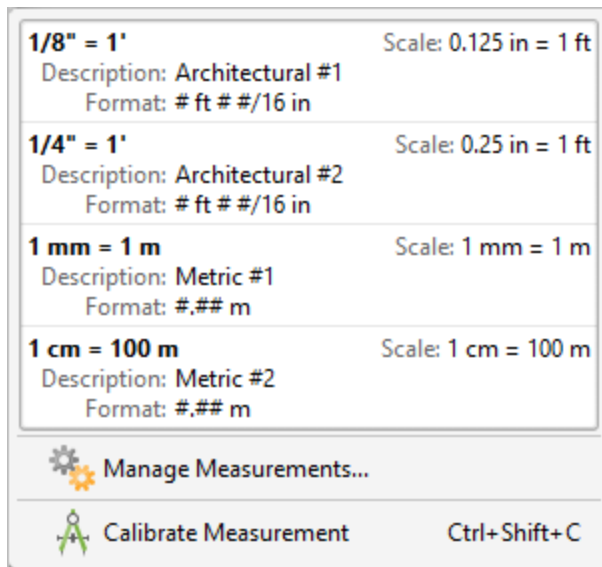 1/8" = 1' Scale: 0.125 in = 1 ft
Description: Architectural #1
Format: # ft # #/16 in
1/4" = 1' Scale: 0.25 in = 1 ft
Description: Architectural #2
Format: # ft # #/16 in
1 mm = 1 m Scale: 1 mm = 1 m
Description: Metric #1
Format: #.## m
1 cm = 100 m Scale: 1 cm = 100 m
Description: Metric #2
Format: #.## m
Manage Measurements...
Calibrate Measurement Ctrl+Shift+C